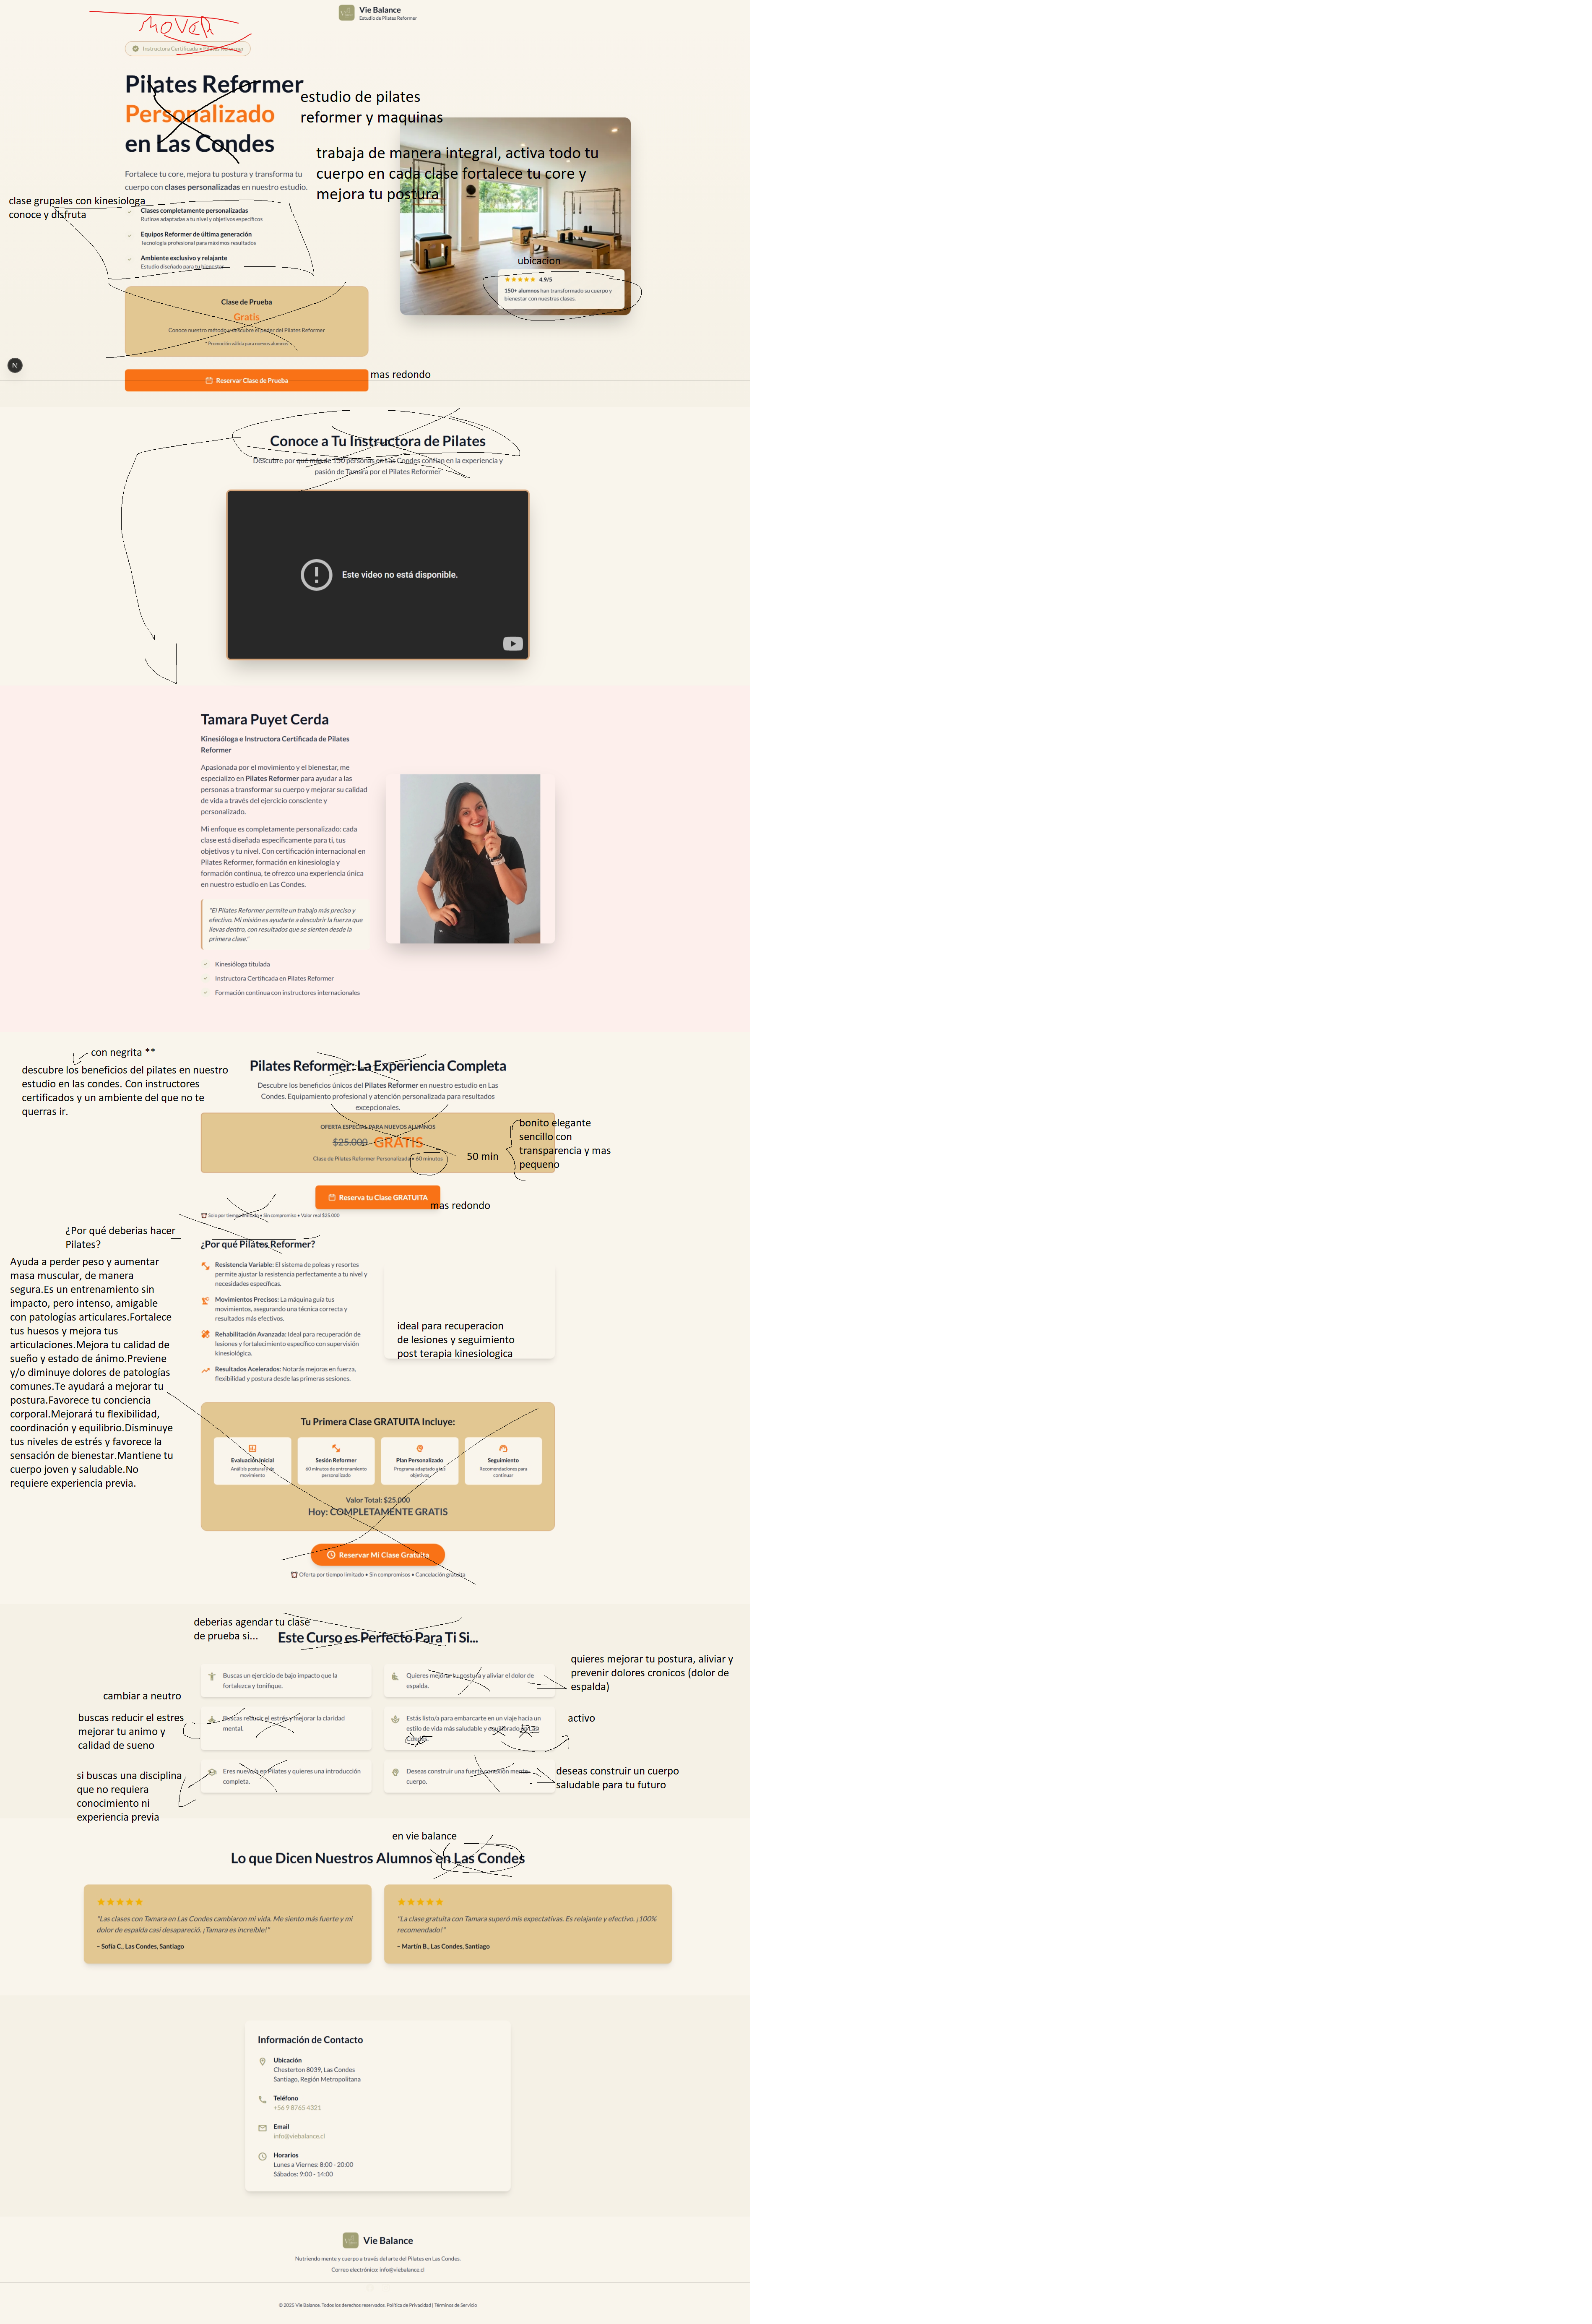 MOVER
Vie Balance
Estudio de Pilates Reformer
Instructora Certificada • Pilates Reformer
Pilates Reformer
Personalizado
en Las Condes
estudio de pilates
reformer y maquinas
trabaja de manera integral, activa todo tu
cuerpo en cada clase fortalece tu core y
mejora tu postura
Fortalece tu core, mejora tu postura y transforma tu
cuerpo con clases personalizadas en nuestro estudio.
clase grupales con kinesiologa
conoce y disfruta
Clases completamente personalizadas
Rutinas adaptadas a tu nivel y objetivos específicos
Equipos Reformer de última generación
Tecnología profesional para máximos resultados
Ambiente exclusivo y relajante
Estudio diseñado para tu bienestar
ubicacion
4.9/5
150+ alumnos han transformado su cuerpo y
bienestar con nuestras clases.
Clase de Prueba
Gratis
Conoce nuestro método y descubre el poder del Pilates Reformer
* Promoción válida para nuevos alumnos
N
Reservar Clase de Prueba
mas redondo
Conoce a Tu Instructora de Pilates
Descubre por qué más de 150 personas en Las Condes confían en la experiencia y
pasión de Tamara por el Pilates Reformer
Este video no está disponible.
Tamara Puyet Cerda
Kinesióloga e Instructora Certificada de Pilates
Reformer
Apasionada por el movimiento y el bienestar, me
especializo en Pilates Reformer para ayudar a las
personas a transformar su cuerpo y mejorar su calidad
de vida a través del ejercicio consciente y
personalizado.
Mi enfoque es completamente personalizado: cada
clase está diseñada específicamente para ti, tus
objetivos y tu nivel. Con certificación internacional en
Pilates Reformer, formación en kinesiología y
formación continua, te ofrezco una experiencia única
en nuestro estudio en Las Condes.
"El Pilates Reformer permite un trabajo más preciso y
efectivo. Mi misión es ayudarte a descubrir la fuerza que
llevas dentro, con resultados que se sienten desde la
primera clase."
Kinesióloga titulada
Instructora Certificada en Pilates Reformer
Formación continua con instructores internacionales
con negrita **
descubre los beneficios del pilates en nuestro
estudio en las condes. Con instructores
certificados y un ambiente del que no te
querras ir.
Pilates Reformer: La Experiencia Completa
Descubre los beneficios únicos del Pilates Reformer en nuestro estudio en Las
Condes. Equipamiento profesional y atención personalizada para resultados
excepcionales.
OFERTA ESPECIAL PARA NUEVOS ALUMNOS
$25.000 GRATIS
Clase de Pilates Reformer Personalizada • 60 minutos
50 min
bonito elegante
sencillo con
transparencia y mas
pequeno
Reserva tu Clase GRATUITA
mas redondo
Solo por tiempo limitado • Sin compromiso • Valor real $25.000
¿Por qué deberias hacer
Pilates?
¿Por qué Pilates Reformer?
Ayuda a perder peso y aumentar
masa muscular, de manera
segura.Es un entrenamiento sin
impacto, pero intenso, amigable
con patologías articulares.Fortalece
tus huesos y mejora tus
articulaciones.Mejora tu calidad de
sueño y estado de ánimo.Previene
y/o diminuye dolores de patologías
comunes.Te ayudará a mejorar tu
postura.Favorece tu conciencia
corporal.Mejorará tu flexibilidad,
coordinación y equilibrio.Disminuye
tus niveles de estrés y favorece la
sensación de bienestar.Mantiene tu
cuerpo joven y saludable.No
requiere experiencia previa.
Resistencia Variable: El sistema de poleas y resortes
permite ajustar la resistencia perfectamente a tu nivel y
necesidades específicas.
Movimientos Precisos: La máquina guía tus
movimientos, asegurando una técnica correcta y
resultados más efectivos.
Rehabilitación Avanzada: Ideal para recuperación de
lesiones y fortalecimiento específico con supervisión
kinesiológica.
Resultados Acelerados: Notarás mejoras en fuerza,
flexibilidad y postura desde las primeras sesiones.
ideal para recuperacion
de lesiones y seguimiento
post terapia kinesiologica
Tu Primera Clase GRATUITA Incluye:
Evaluación Inicial
Análisis postural y de
movimiento
Sesión Reformer
60 minutos de entrenamiento
personalizado
Plan Personalizado
Programa adaptado a tus
objetivos
Seguimiento
Recomendaciones para
continuar
Valor Total: $25.000
Hoy: COMPLETAMENTE GRATIS
Reservar Mi Clase Gratuita
Oferta por tiempo limitado • Sin compromisos • Cancelación gratuita
deberias agendar tu clase
de prueba si...
Este Curso es Perfecto Para Ti Si...
Buscas un ejercicio de bajo impacto que la
fortalezca y tonifique.
Quieres mejorar tu postura y aliviar el dolor de
espalda.
quieres mejorar tu postura, aliviar y
prevenir dolores cronicos (dolor de
espalda)
cambiar a neutro
buscas reducir el estres
mejorar tu animo y
calidad de sueno
Buscas reducir el estrés y mejorar la claridad
mental.
Estás listo/a para embarcarte en un viaje hacia un
estilo de vida más saludable y equilibrado en Las
Condes.
activo
si buscas una disciplina
que no requiera
conocimiento ni
experiencia previa
Eres nuevo/a en Pilates y quieres una introducción
completa.
Deseas construir una fuerte conexión mente-
cuerpo.
deseas construir un cuerpo
saludable para tu futuro
en vie balance
Lo que Dicen Nuestros Alumnos en Las Condes
"Las clases con Tamara en Las Condes cambiaron mi vida. Me siento más fuerte y mi
dolor de espalda casi desapareció. ¡Tamara es increíble!"
– Sofía C., Las Condes, Santiago
"La clase gratuita con Tamara superó mis expectativas. Es relajante y efectivo. ¡100%
recomendado!"
– Martín B., Las Condes, Santiago
Información de Contacto
Ubicación
Chesterton 8039, Las Condes
Santiago, Región Metropolitana
Teléfono
+56 9 8765 4321
Email
info@viebalance.cl
Horarios
Lunes a Viernes: 8:00 - 20:00
Sábados: 9:00 - 14:00
Vie Balance
Nutriendo mente y cuerpo a través del arte del Pilates en Las Condes.
Correo electrónico: info@viebalance.cl
© 2025 Vie Balance. Todos los derechos reservados. Política de Privacidad | Términos de Servicio